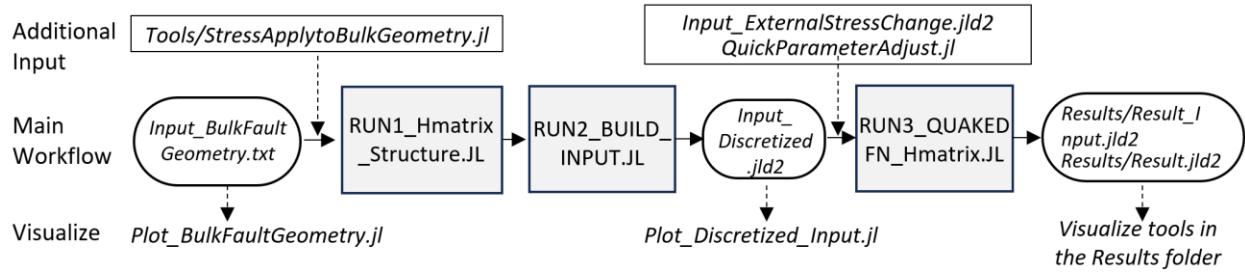 Additional
Input
Tools/StressApplytoBulkGeometry.jl
Input_ExternalStressChange.jld2
QuickParameterAdjust.jl
Main
Workflow
Input_BulkFault
Geometry.txt
RUN1_Hmatrix
_Structure.JL
RUN2_BUILD_
INPUT.JL
Input_
Discretized
.jld2
RUN3_QUAKED
FN_Hmatrix.JL
Results/Result_I
nput.jld2
Results/Result.jld2
Visualize
Plot_BulkFaultGeometry.jl
Plot_Discretized_Input.jl
Visualize tools in
the Results folder